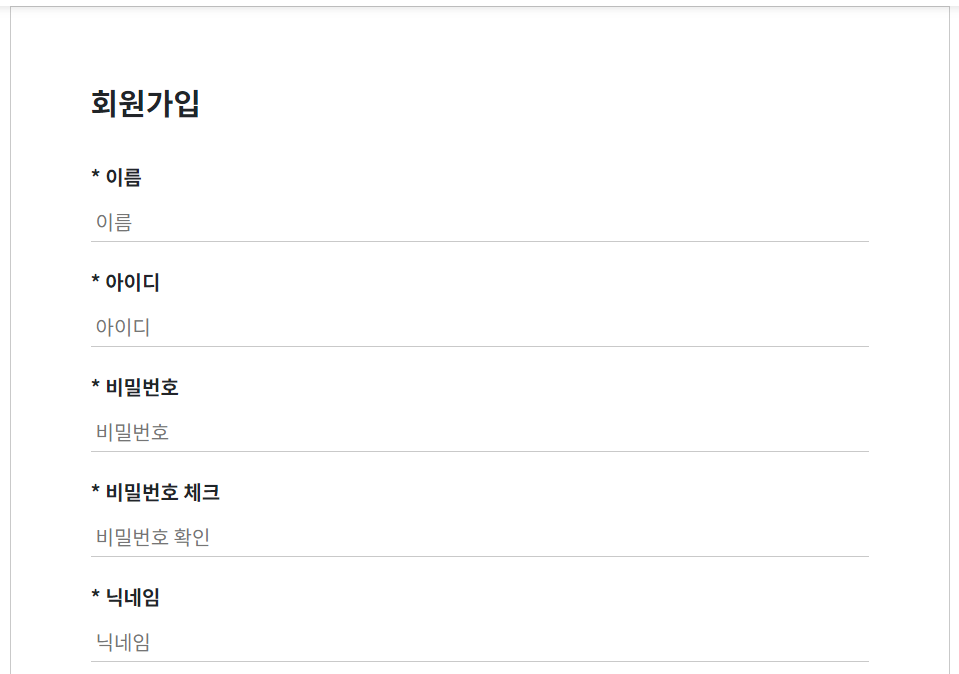 회원가입
* 이름
이름
* 아이디
아이디
* 비밀번호
비밀번호
* 비밀번호 체크
비밀번호 확인
* 닉네임
닉네임